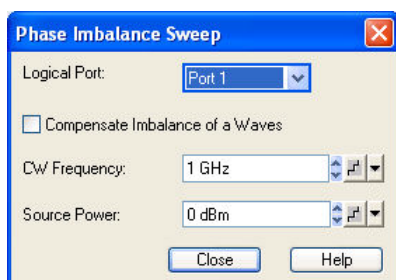 Phase Imbalance Sweep
Logical Port: Port 1
Compensate Imbalance of a Waves
CW Frequency: 1 GHz
Source Power: 0 dBm
Close Help